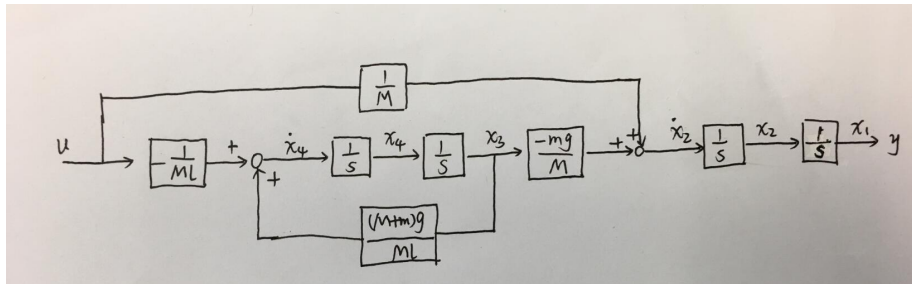 1/M
u
-1/Ml
+
+
ẋ4
1/S
x4
1/S
x3
-mg/M
+
+
ẋ2
1/S
x2
1/S
x1
y
(M+m)g/Ml